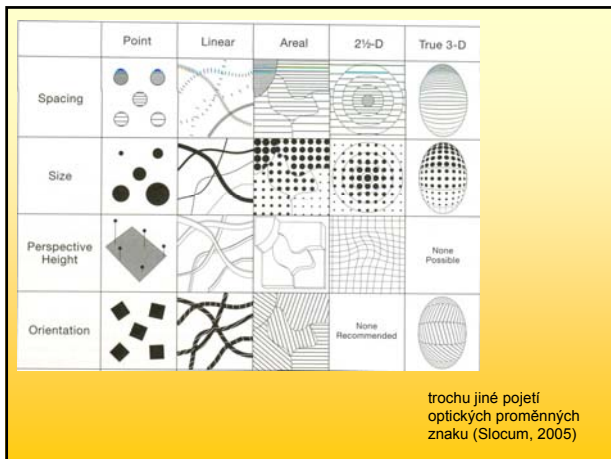 Point Linear Areal 2½-D True 3-D
Spacing
Size
Perspective
Height
None
Possible
Orientation
None
Recommended
trochu jiné pojetí
optických proměnných
znaku (Slocum, 2005)